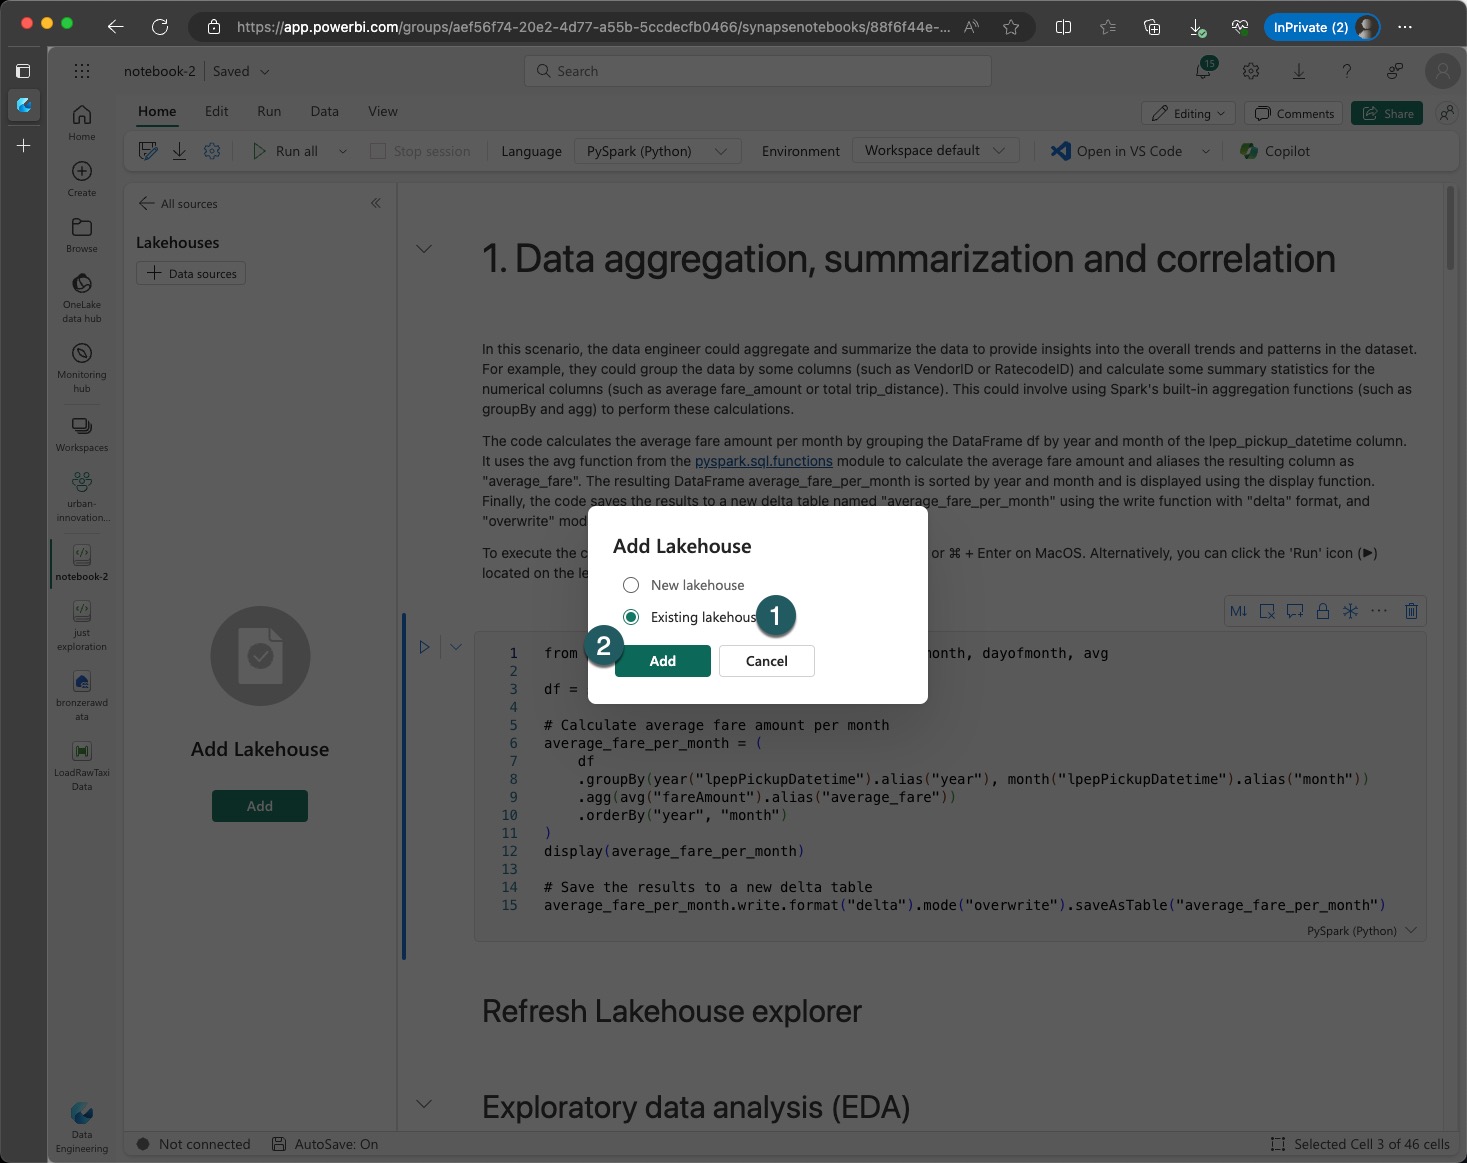 https://app.powerbi.com/groups/aef56f74-20e2-4d77-a55b-5ccdecfb0466/synapsenotebooks/88f6f44e-...
InPrivate (2)
notebook-2
Saved
Search
15
Home
Edit
Run
Data
View
Editing
Comments
Share
Run all
Stop session
Language
PySpark (Python)
Environment
Workspace default
Open in VS Code
Copilot
Home
Create
Browse
OneLake
data hub
Monitoring
hub
Workspaces
urban-
innovation...
notebook-2
just
exploration
bronzerawd
ata
LoadRawTaxi
Data
Data
Engineering
All sources
Lakehouses
Data sources
Add Lakehouse
Add
1. Data aggregation, summarization and correlation
In this scenario, the data engineer could aggregate and summarize the data to provide insights into the overall trends and patterns in the dataset.
For example, they could group the data by some columns (such as VendorID or RatecodeID) and calculate some summary statistics for the
numerical columns (such as average fare_amount or total trip_distance). This could involve using Spark's built-in aggregation functions (such as
groupBy and agg) to perform these calculations.
The code calculates the average fare amount per month by grouping the DataFrame df by year and month of the lpep_pickup_datetime column.
It uses the avg function from the pyspark.sql.functions module to calculate the average fare amount and aliases the resulting column as
"average_fare". The resulting DataFrame average_fare_per_month is sorted by year and month and is displayed using the display function.
Finally, the code saves the results to a new delta table named "average_fare_per_month" using the write function with "delta" format, and
"overwrite" mod
To execute the c or ⌘ + Enter on MacOS. Alternatively, you can click the 'Run' icon (▶)
located on the le
Add Lakehouse
New lakehouse
Existing lakehous
1
2
Add
Cancel
M↓
1 from month, dayofmonth, avg
2
3 df =
4
5 # Calculate average fare amount per month
6 average_fare_per_month = (
7 df
8 .groupBy(year("lpepPickupDatetime").alias("year"), month("lpepPickupDatetime").alias("month"))
9 .agg(avg("fareAmount").alias("average_fare"))
10 .orderBy("year", "month")
11 )
12 display(average_fare_per_month)
13
14 # Save the results to a new delta table
15 average_fare_per_month.write.format("delta").mode("overwrite").saveAsTable("average_fare_per_month")
PySpark (Python)
Refresh Lakehouse explorer
Exploratory data analysis (EDA)
Not connected
AutoSave: On
Selected Cell 3 of 46 cells